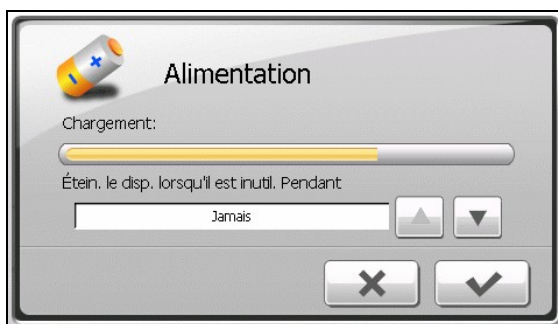 Alimentation
Chargement:
Étein. le disp. lorsqu'il est inutil. Pendant
Jamais